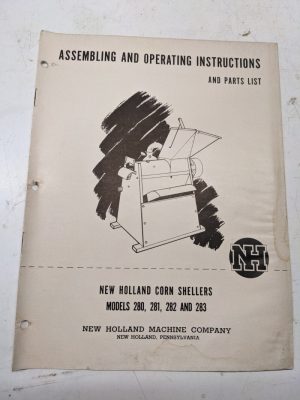 ASSEMBLING AND OPERATING INSTRUCTIONS
AND PARTS LIST
NH
NEW HOLLAND CORN SHELLERS
MODELS 280, 281, 282 AND 283
NEW HOLLAND MACHINE COMPANY
NEW HOLLAND, PENNSYLVANIA